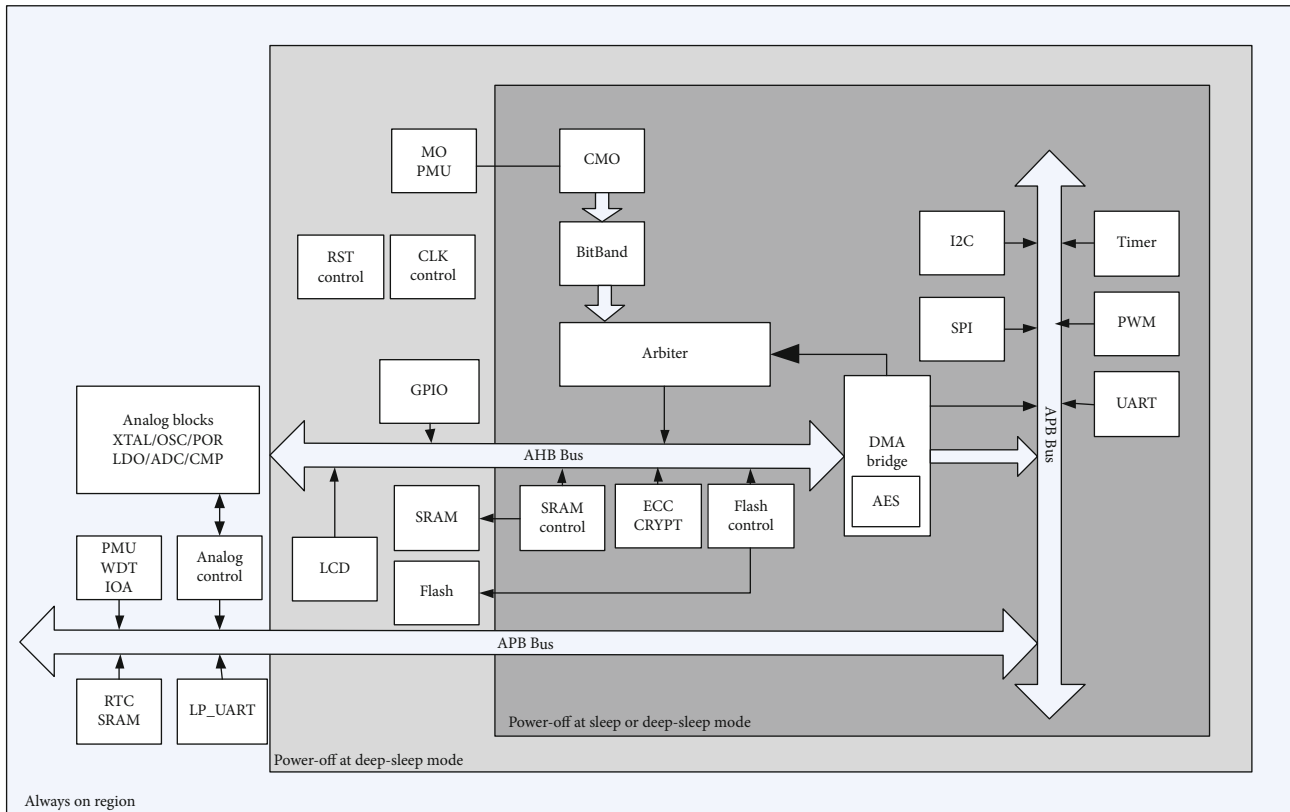 MO
PMU
CMO
RST
control
CLK
control
BitBand
I2C
Timer
SPI
PWM
Arbiter
GPIO
UART
Analog blocks
XTAL/OSC/POR
LDO/ADC/CMP
AHB Bus
DMA
bridge
AES
APB Bus
SRAM
SRAM
control
ECC
CRYPT
Flash
control
PMU
WDT
IOA
Analog
control
LCD
Flash
APB Bus
RTC
SRAM
LP_UART
Power-off at sleep or deep-sleep mode
Power-off at deep-sleep mode
Always on region